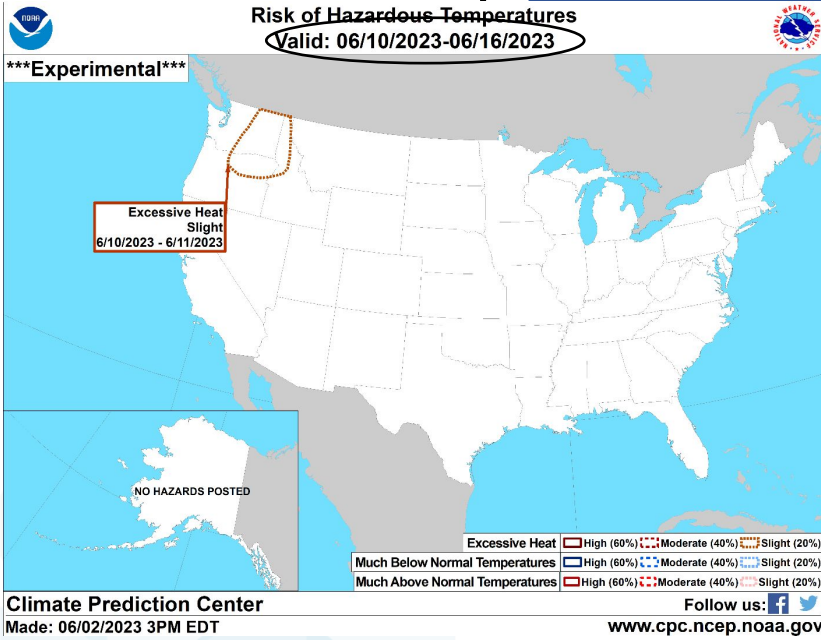 NOAA
Risk of Hazardous Temperatures
Valid: 06/10/2023-06/16/2023
NATIONAL WEATHER SERVICE
***Experimental***
Excessive Heat
Slight
6/10/2023 - 6/11/2023
NO HAZARDS POSTED
Excessive Heat High (60%) Moderate (40%) Slight (20%)
Much Below Normal Temperatures High (60%) Moderate (40%) Slight (20%)
Much Above Normal Temperatures High (60%) Moderate (40%) Slight (20%)
Climate Prediction Center
Follow us:
Made: 06/02/2023 3PM EDT
www.cpc.ncep.noaa.gov